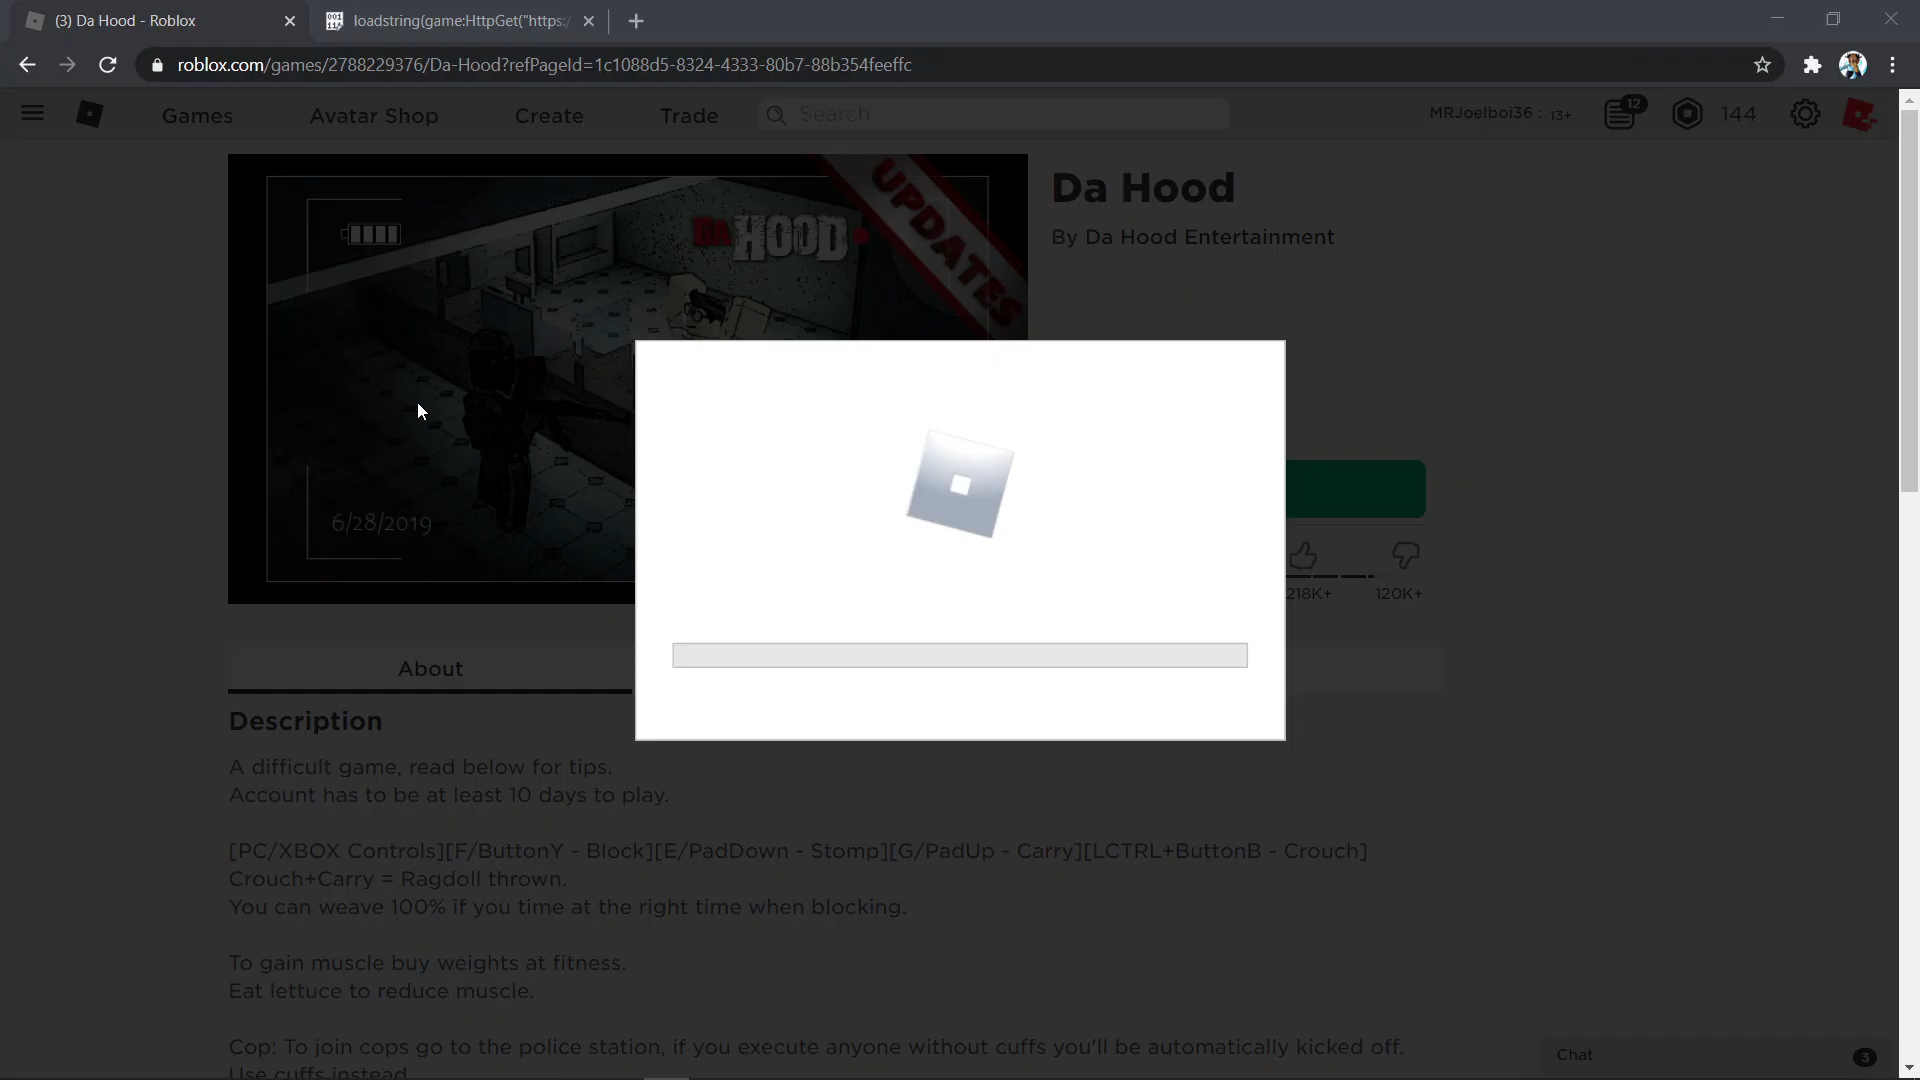 (3) Da Hood - Roblox
loadstring(game:HttpGet("https:/
roblox.com/games/2788229376/Da-Hood?refPageId=1c1088d5-8324-4333-80b7-88b354feeffc
Games
Avatar Shop
Create
Trade
Search
MRJoelboi36 : 13+
12
144
UPDATES
DA HOOD
6/28/2019
Da Hood
By Da Hood Entertainment
218K+
120K+
About
Description
A difficult game, read below for tips.
Account has to be at least 10 days to play.
[PC/XBOX Controls][F/ButtonY - Block][E/PadDown - Stomp][G/PadUp - Carry][LCTRL+ButtonB - Crouch]
Crouch+Carry = Ragdoll thrown.
You can weave 100% if you time at the right time when blocking.
To gain muscle buy weights at fitness.
Eat lettuce to reduce muscle.
Cop: To join cops go to the police station, if you execute anyone without cuffs you'll be automatically kicked off.
Use cuffs instead
Chat
3